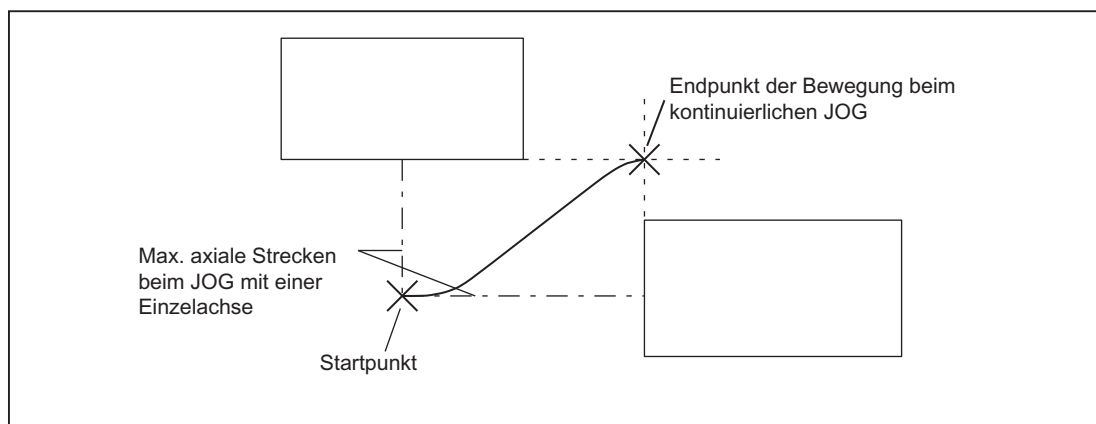 Endpunkt der Bewegung beim
kontinuierlichen JOG
Max. axiale Strecken
beim JOG mit einer
Einzelachse
Startpunkt